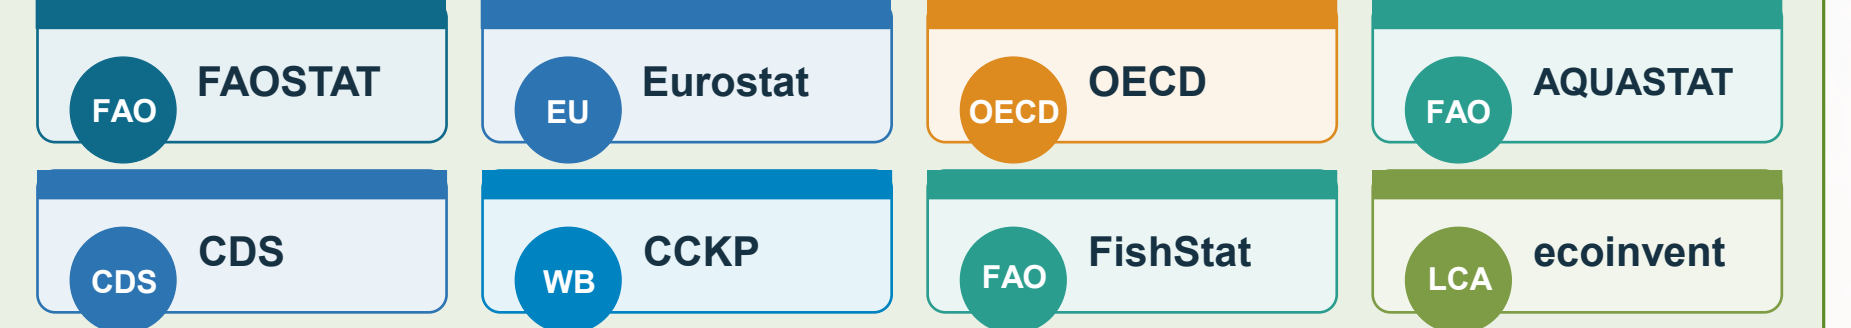 FAOSTAT
FAO
Eurostat
EU
OECD
OECD
AQUASTAT
FAO
CDS
CDS
CCKP
WB
FishStat
FAO
ecoinvent
LCA